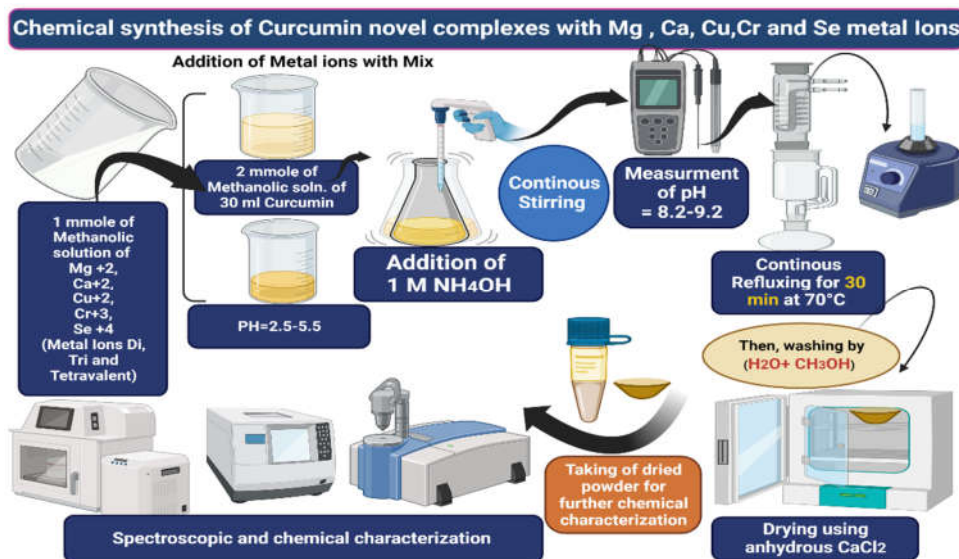 Chemical synthesis of Curcumin novel complexes with Mg , Ca, Cu,Cr and Se metal Ions
Addition of Metal ions with Mix
2 mmole of
Methanolic soln. of
30 ml Curcumin
1 mmole of
Methanolic
solution of
Mg +2,
Ca+2,
Cu+2,
Cr+3,
Se +4
(Metal Ions Di,
Tri and
Tetravalent)
PH=2.5-5.5
Addition of
1 M NH4OH
Continous
Stirring
Measurment
of pH
= 8.2-9.2
Continous
Refluxing for 30
min at 70°C
Then, washing by
(H2O+ CH3OH)
Drying using
anhydrous CaCl2
Taking of dried
powder for
further chemical
characterization
Spectroscopic and chemical characterization